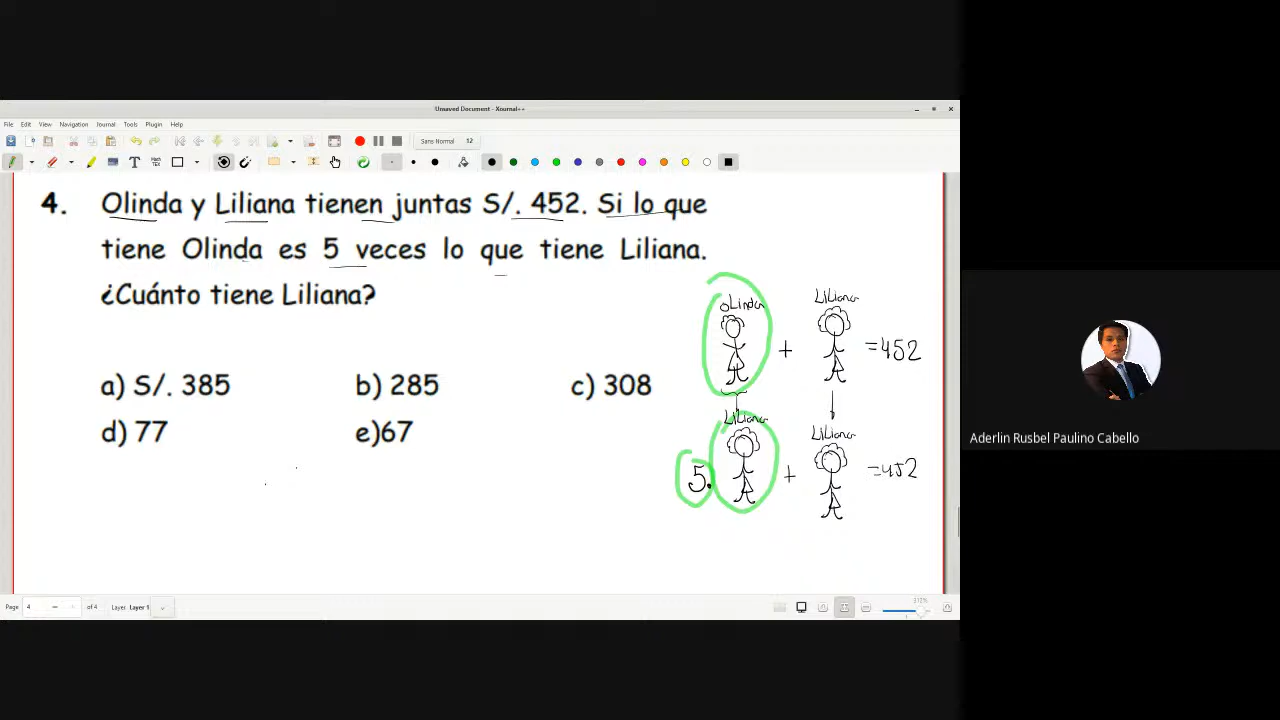 Unsaved Document - Xournal++
File Edit View Navigation Journal Tools Plugin Help
Sans Normal 12
4. Olinda y Liliana tienen juntas S/. 452. Si lo que
tiene Olinda es 5 veces lo que tiene Liliana.
¿Cuánto tiene Liliana?
a) S/. 385 b) 285 c) 308
d) 77 e)67
oLinda LiLiana
+ =452
LiLiana LiLiana
5. + =452
Aderlin Rusbel Paulino Cabello
Page 4 of 4 Layer Layer 1 312%